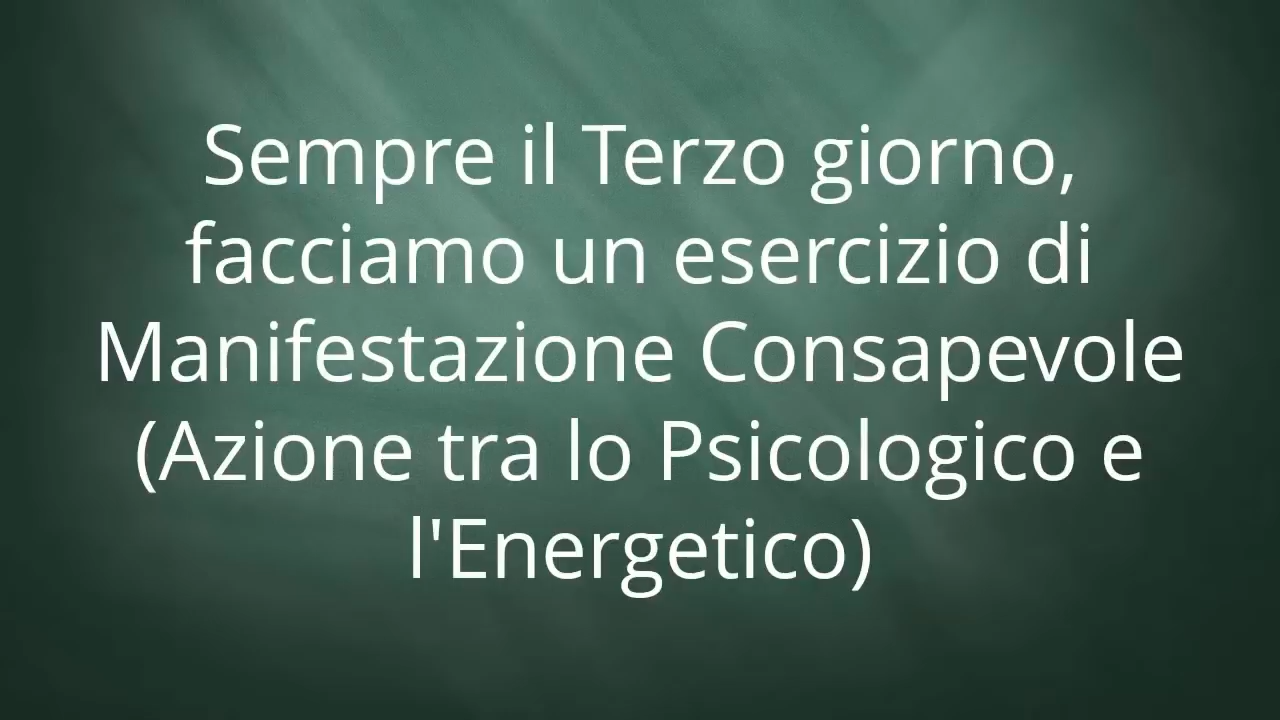 Sempre il Terzo giorno,
facciamo un esercizio di
Manifestazione Consapevole
(Azione tra lo Psicologico e
l'Energetico)